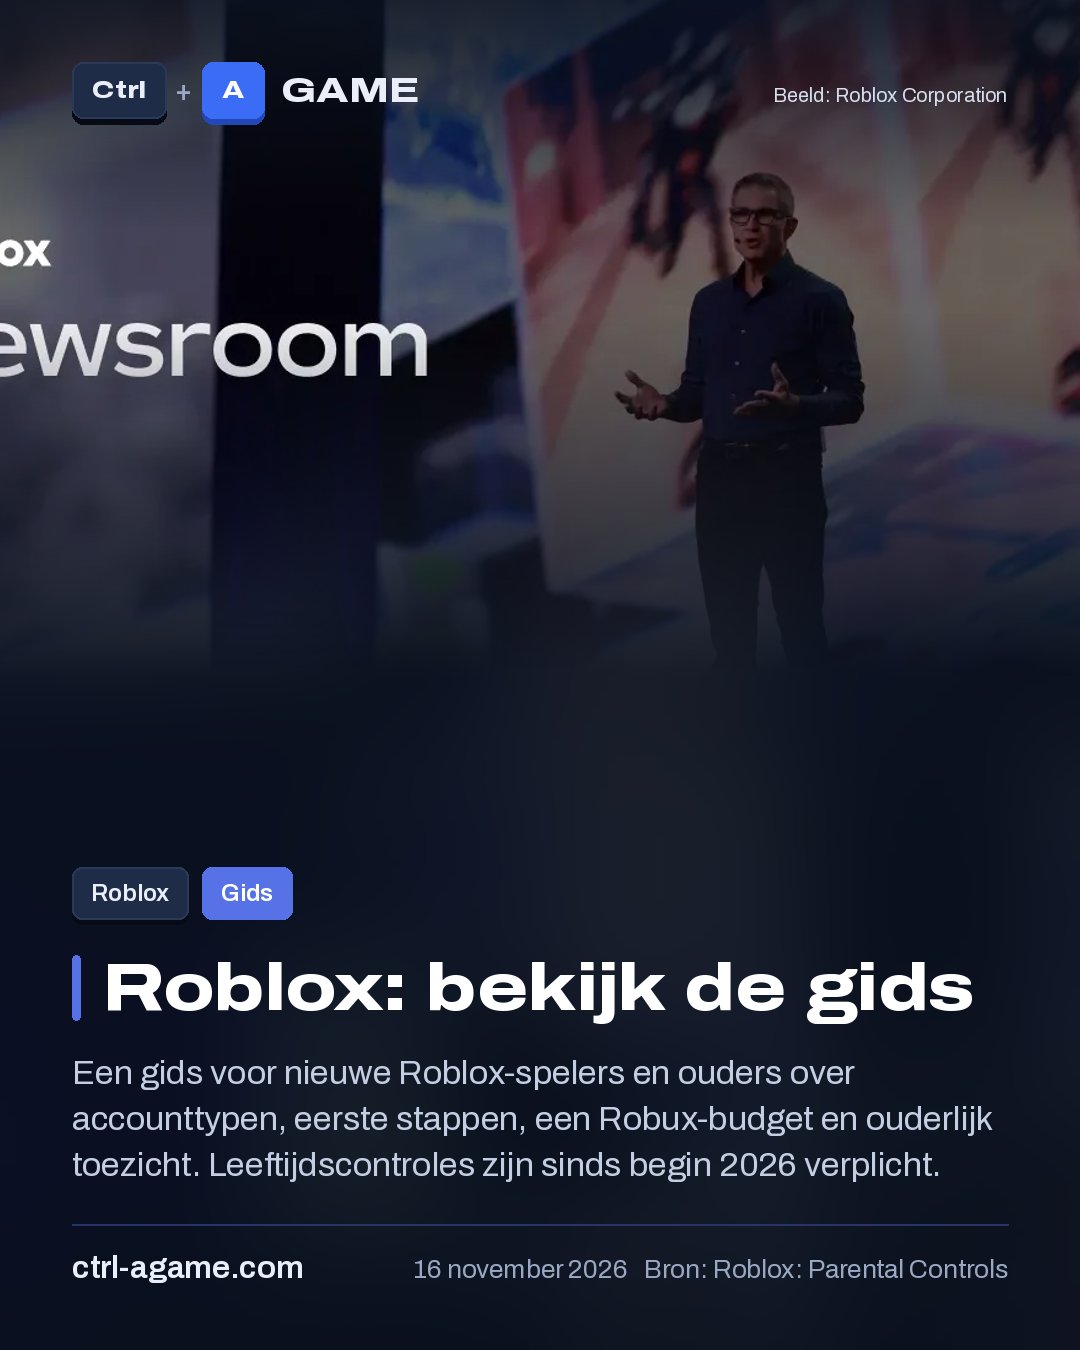 Ctrl + A GAME
Beeld: Roblox Corporation
ox
ewsroom
Roblox Gids
Roblox: bekijk de gids
Een gids voor nieuwe Roblox-spelers en ouders over
accounttypen, eerste stappen, een Robux-budget en ouderlijk
toezicht. Leeftijdscontroles zijn sinds begin 2026 verplicht.
ctrl-agame.com
16 november 2026 Bron: Roblox: Parental Controls